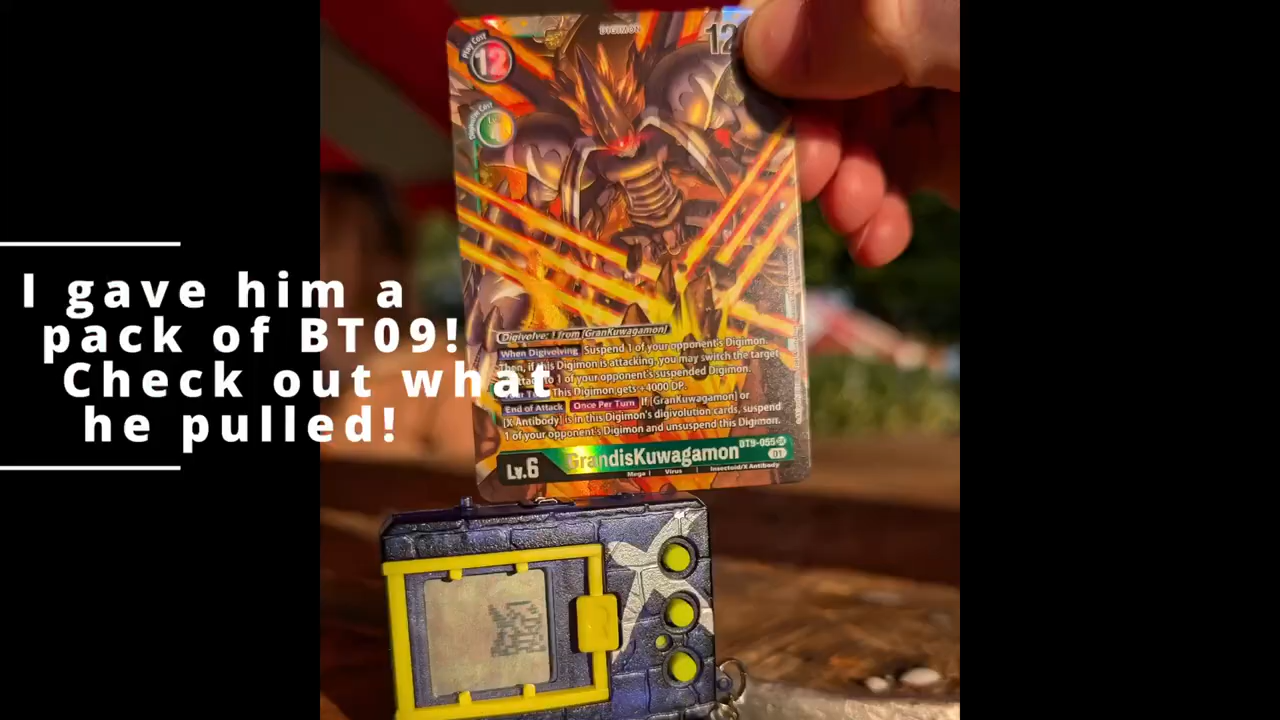 I gave him a
pack of BT09!
Check out what
he pulled!
DIGIMON
Play Cost
12
12
Digivolve: 1 from [GranKuwagamon]
When Digivolving Suspend 1 of your opponent's Digimon.
Then, if this Digimon is attacking, you may switch the target
attack to 1 of your opponent's suspended Digimon.
This Digimon gets +4000 DP.
End of Attack Once Per Turn If [GranKuwagamon] or
[X Antibody] is in this Digimon's digivolution cards, suspend
1 of your opponent's Digimon and unsuspend this Digimon.
BT9-055 SR
Lv.6 GrandisKuwagamon 01
Mega | Virus | Insectoid/X Antibody